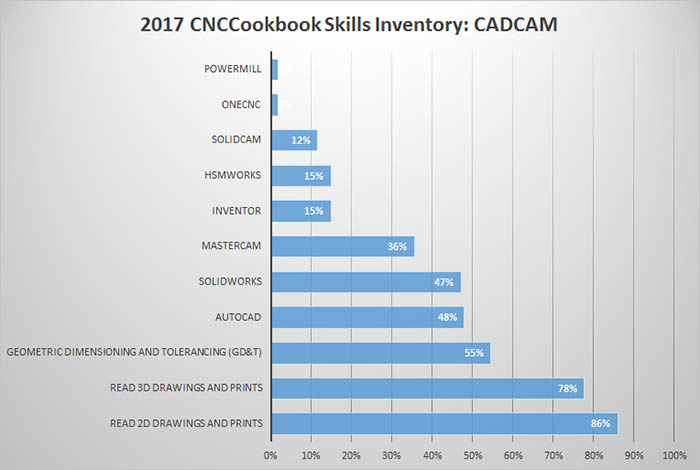 2017 CNCCookbook Skills Inventory: CADCAM
POWERMILL
ONECNC
SOLIDCAM 12%
HSMWORKS 15%
INVENTOR 15%
MASTERCAM 36%
SOLIDWORKS 47%
AUTOCAD 48%
GEOMETRIC DIMENSIONING AND TOLERANCING (GD&T) 55%
READ 3D DRAWINGS AND PRINTS 78%
READ 2D DRAWINGS AND PRINTS 86%
0% 10% 20% 30% 40% 50% 60% 70% 80% 90% 100%